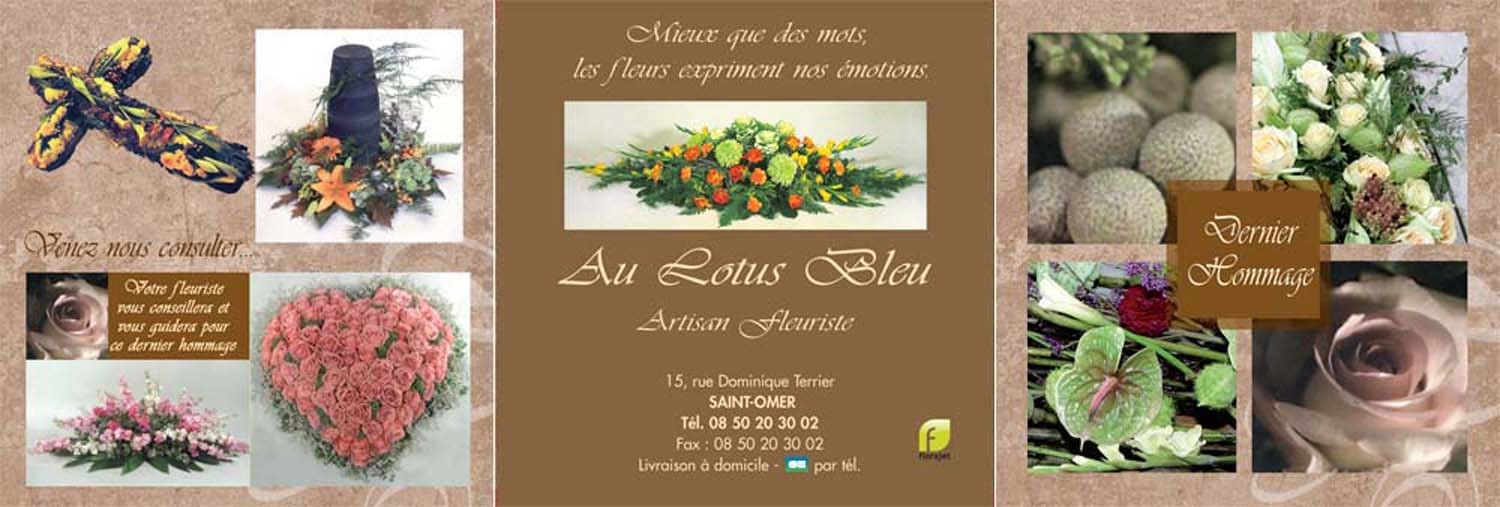 Venez nous consulter...
Votre fleuriste
vous conseillera et
vous guidera pour
ce dernier hommage
Mieux que des mots,
les fleurs expriment nos émotions.
Au Lotus Bleu
Artisan Fleuriste
15, rue Dominique Terrier
SAINT-OMER
Tél. 08 50 20 30 02
Fax : 08 50 20 30 02
Livraison à domicile - par tél.
florajet
Dernier
Hommage